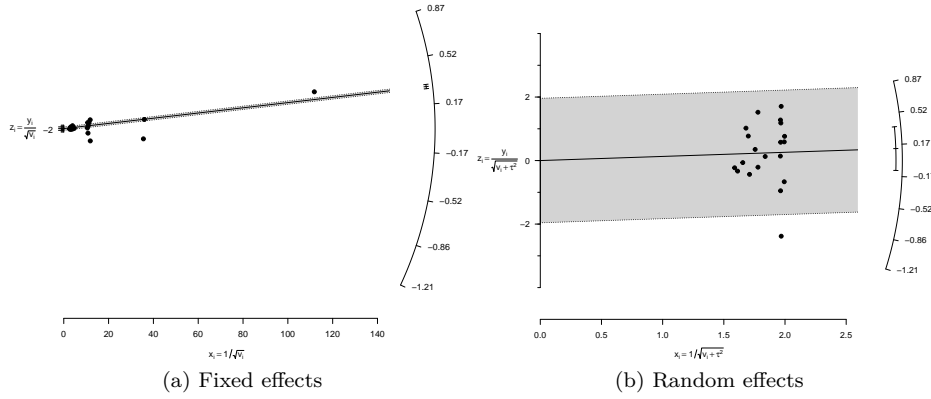 0.87
0.52
0.17
−0.17
−0.52
−0.86
−1.21
z_i = y_i / √v_i
−2
0 20 40 60 80 100 120 140
x_i = 1/√v_i
(a) Fixed effects
2
0
−2
z_i = y_i / √(v_i + τ²)
0.87
0.52
0.17
−0.17
−0.52
−0.86
−1.21
0.0 0.5 1.0 1.5 2.0 2.5
x_i = 1/√(v_i + τ²)
(b) Random effects